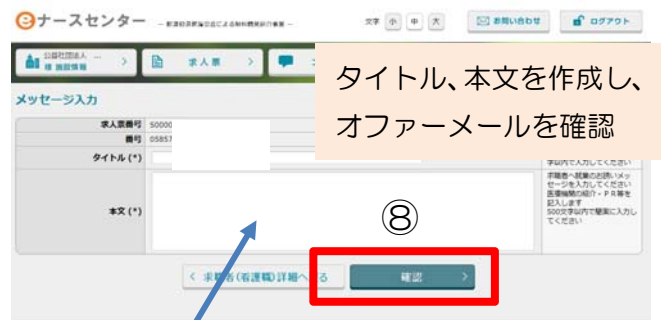 eナースセンター
文字 小 中 大
お問いあわせ
ログアウト
公益社団法人 …
様 施設情報
求人票
タイトル、本文を作成し、
オファーメールを確認
メッセージ入力
求人票番号 S0000
番号 05857
タイトル (*)
字以内で入力してください
求職者へ就業のお誘いメッ
セージを入力してください
医療機関の紹介・PR等を
記入します
500文字以内で簡潔に入力し
てください
本文 (*)
⑧
求職者(看護職)詳細へ る
確認